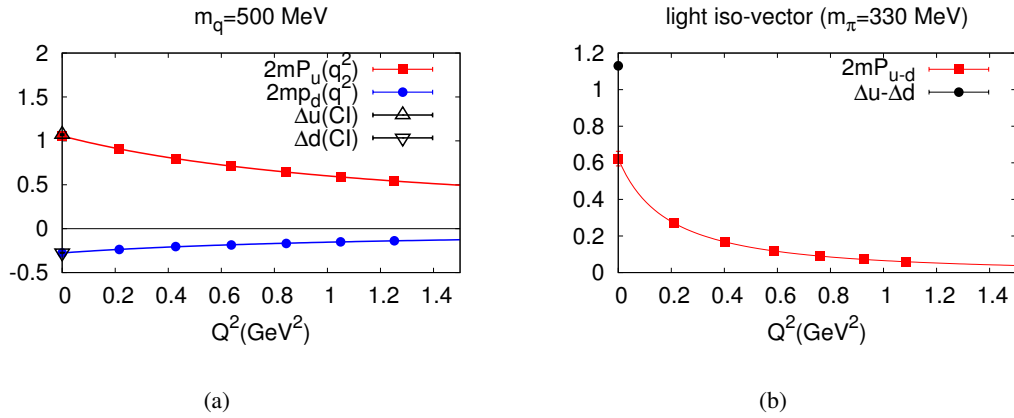 m_q=500 MeV
2
1.5
1
0.5
0
-0.5
2mP_u(q^2)
2mp_d(q^2)
Δu(CI)
Δd(CI)
0 0.2 0.4 0.6 0.8 1 1.2 1.4
Q^2(GeV^2)
(a)
light iso-vector (m_π=330 MeV)
1.2
1
0.8
0.6
0.4
0.2
0
2mP_{u-d}
Δu-Δd
0 0.2 0.4 0.6 0.8 1 1.2 1.4
Q^2(GeV^2)
(b)